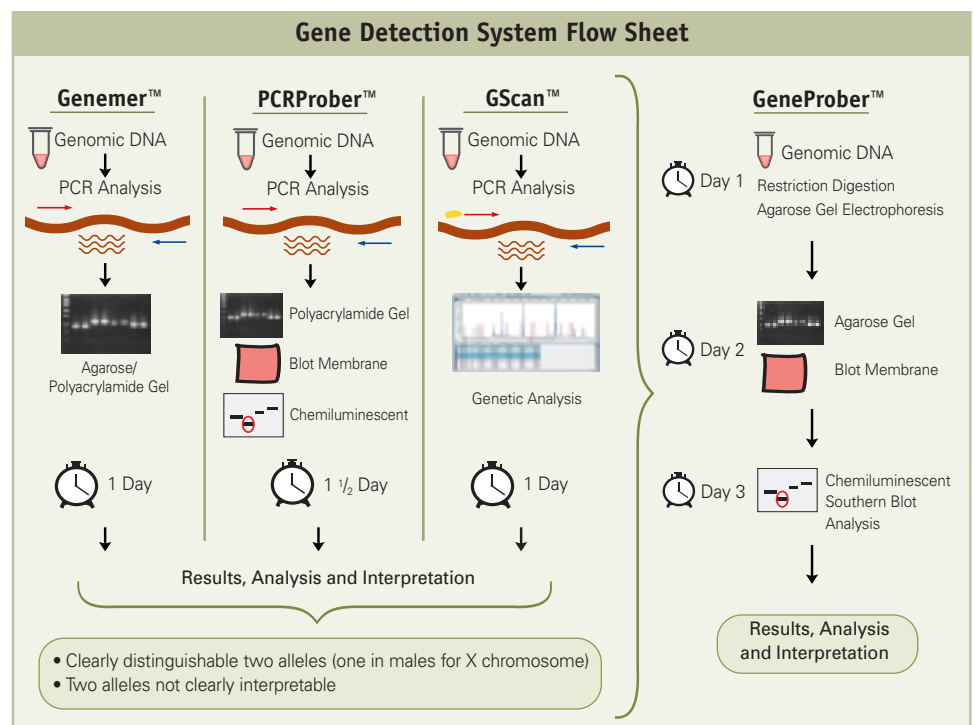 Gene Detection System Flow Sheet
Genemer™
Genomic DNA
PCR Analysis
Agarose/
Polyacrylamide Gel
1 Day
PCRProber™
Genomic DNA
PCR Analysis
Polyacrylamide Gel
Blot Membrane
Chemiluminescent
1 1/2 Day
GScan™
Genomic DNA
PCR Analysis
Genetic Analysis
1 Day
Results, Analysis and Interpretation
• Clearly distinguishable two alleles (one in males for X chromosome)
• Two alleles not clearly interpretable
GeneProber™
Day 1
Genomic DNA
Restriction Digestion
Agarose Gel Electrophoresis
Day 2
Agarose Gel
Blot Membrane
Day 3
Chemiluminescent
Southern Blot
Analysis
Results, Analysis
and Interpretation